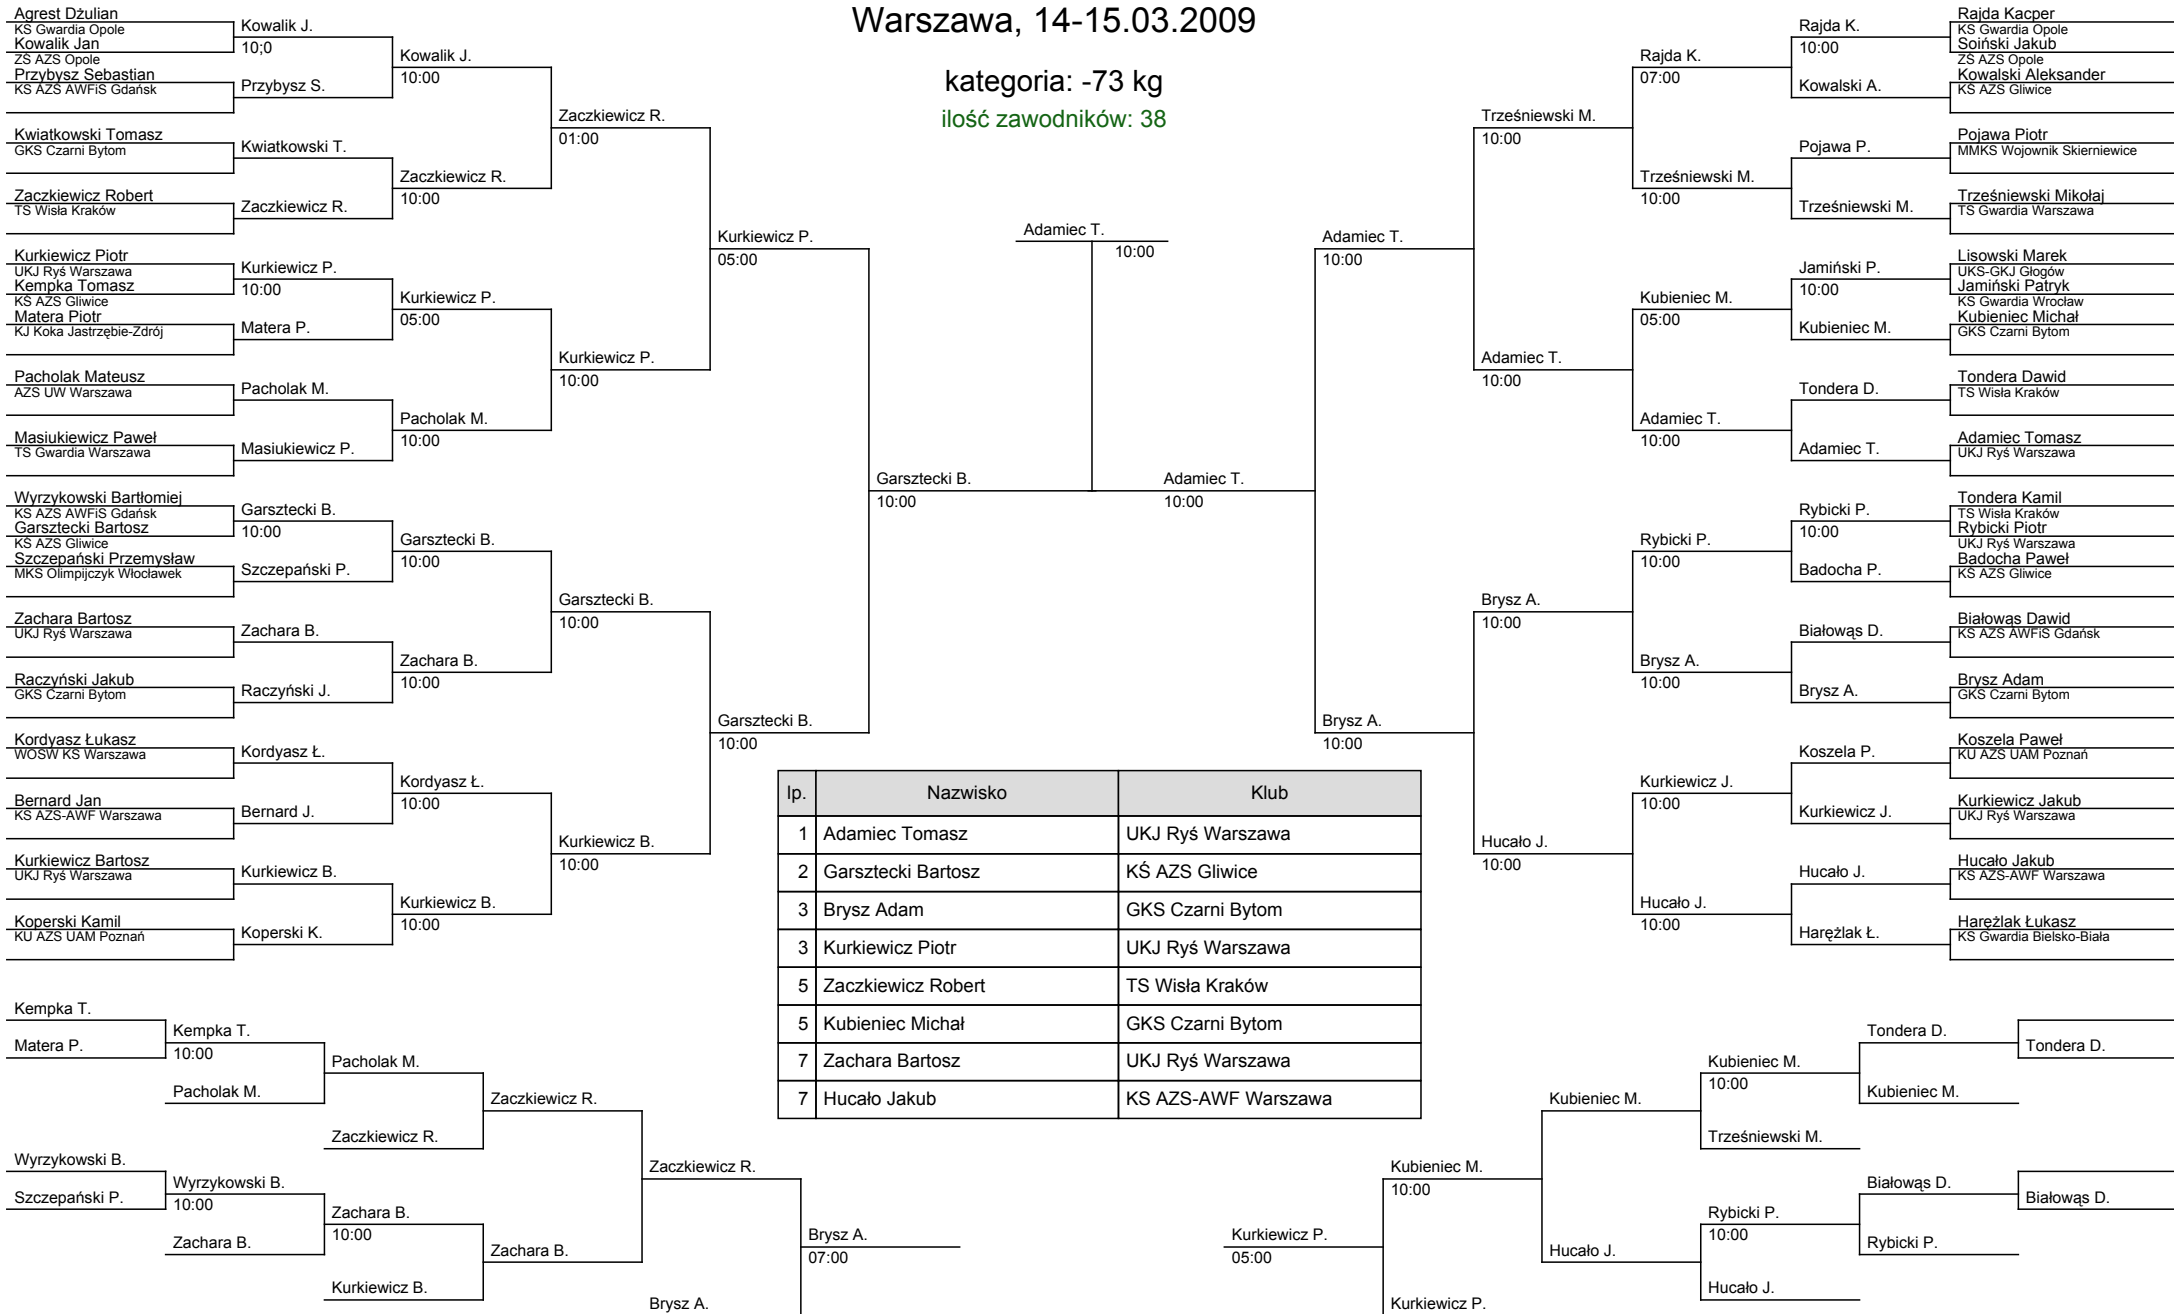 Warszawa, 14-15.03.2009
kategoria: -73 kg
ilość zawodników: 38
Agrest Dżulian
KS Gwardia Opole
Kowalik Jan
ZŚ AZS Opole
Przybysz Sebastian
KS AZS AWFiS Gdańsk
Kwiatkowski Tomasz
GKS Czarni Bytom
Zaczkiewicz Robert
TS Wisła Kraków
Kurkiewicz Piotr
UKJ Ryś Warszawa
Kempka Tomasz
KŚ AZS Gliwice
Matera Piotr
KJ Koka Jastrzębie-Zdrój
Pacholak Mateusz
AZS UW Warszawa
Masiukiewicz Paweł
TS Gwardia Warszawa
Wyrzykowski Bartłomiej
KS AZS AWFiS Gdańsk
Garsztecki Bartosz
KŚ AZS Gliwice
Szczepański Przemysław
MKS Olimpijczyk Włocławek
Zachara Bartosz
UKJ Ryś Warszawa
Raczyński Jakub
GKS Czarni Bytom
Kordyasz Łukasz
WOSW KS Warszawa
Bernard Jan
KS AZS-AWF Warszawa
Kurkiewicz Bartosz
UKJ Ryś Warszawa
Koperski Kamil
KU AZS UAM Poznań
Kowalik J.
10;0
Przybysz S.
Kwiatkowski T.
Zaczkiewicz R.
Kurkiewicz P.
10:00
Matera P.
Pacholak M.
Masiukiewicz P.
Garsztecki B.
10:00
Szczepański P.
Zachara B.
Raczyński J.
Kordyasz Ł.
Bernard J.
Kurkiewicz B.
Koperski K.
Kowalik J.
10:00
Zaczkiewicz R.
10:00
Kurkiewicz P.
05:00
Pacholak M.
10:00
Garsztecki B.
10:00
Zachara B.
10:00
Kordyasz Ł.
10:00
Kurkiewicz B.
10:00
Zaczkiewicz R.
01:00
Kurkiewicz P.
10:00
Garsztecki B.
10:00
Kurkiewicz B.
10:00
Kurkiewicz P.
05:00
Garsztecki B.
10:00
Garsztecki B.
10:00
Adamiec T.
10:00
Adamiec T.
10:00
Adamiec T.
10:00
Brysz A.
10:00
Trześniewski M.
10:00
Adamiec T.
10:00
Brysz A.
10:00
Hucało J.
10:00
Rajda K.
07:00
Trześniewski M.
10:00
Kubieniec M.
05:00
Adamiec T.
10:00
Rybicki P.
10:00
Brysz A.
10:00
Kurkiewicz J.
10:00
Hucało J.
10:00
Rajda K.
10:00
Kowalski A.
Pojawa P.
Trześniewski M.
Jamiński P.
10:00
Kubieniec M.
Tondera D.
Adamiec T.
Rybicki P.
10:00
Badocha P.
Białowąs D.
Brysz A.
Koszela P.
Kurkiewicz J.
Hucało J.
Harężlak Ł.
Rajda Kacper
KS Gwardia Opole
Soiński Jakub
ZŚ AZS Opole
Kowalski Aleksander
KŚ AZS Gliwice
Pojawa Piotr
MMKS Wojownik Skierniewice
Trześniewski Mikołaj
TS Gwardia Warszawa
Lisowski Marek
UKS-GKJ Głogów
Jamiński Patryk
KS Gwardia Wrocław
Kubieniec Michał
GKS Czarni Bytom
Tondera Dawid
TS Wisła Kraków
Adamiec Tomasz
UKJ Ryś Warszawa
Tondera Kamil
TS Wisła Kraków
Rybicki Piotr
UKJ Ryś Warszawa
Badocha Paweł
KŚ AZS Gliwice
Białowąs Dawid
KS AZS AWFiS Gdańsk
Brysz Adam
GKS Czarni Bytom
Koszela Paweł
KU AZS UAM Poznań
Kurkiewicz Jakub
UKJ Ryś Warszawa
Hucało Jakub
KS AZS-AWF Warszawa
Harężlak Łukasz
KS Gwardia Bielsko-Biała
lp. Nazwisko Klub
1 Adamiec Tomasz UKJ Ryś Warszawa
2 Garsztecki Bartosz KŚ AZS Gliwice
3 Brysz Adam GKS Czarni Bytom
3 Kurkiewicz Piotr UKJ Ryś Warszawa
5 Zaczkiewicz Robert TS Wisła Kraków
5 Kubieniec Michał GKS Czarni Bytom
7 Zachara Bartosz UKJ Ryś Warszawa
7 Hucało Jakub KS AZS-AWF Warszawa
Kempka T.
Matera P.
Wyrzykowski B.
Szczepański P.
Kempka T.
10:00
Pacholak M.
Wyrzykowski B.
10:00
Zachara B.
Pacholak M.
Zaczkiewicz R.
Zachara B.
10:00
Kurkiewicz B.
Zaczkiewicz R.
Zachara B.
Zaczkiewicz R.
Brysz A.
Brysz A.
07:00
Kurkiewicz P.
05:00
Kubieniec M.
10:00
Kurkiewicz P.
Kubieniec M.
Hucało J.
Kubieniec M.
10:00
Trześniewski M.
Rybicki P.
10:00
Hucało J.
Tondera D.
Kubieniec M.
Białowąs D.
Rybicki P.
Tondera D.
Białowąs D.